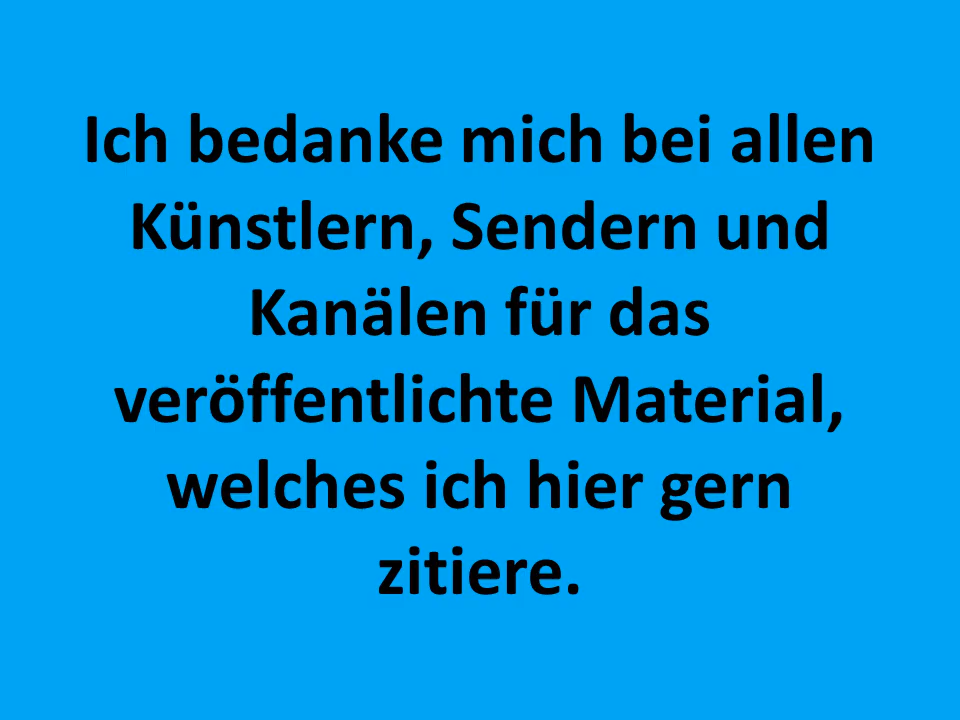 Ich bedanke mich bei allen
Künstlern, Sendern und
Kanälen für das
veröffentlichte Material,
welches ich hier gern
zitiere.